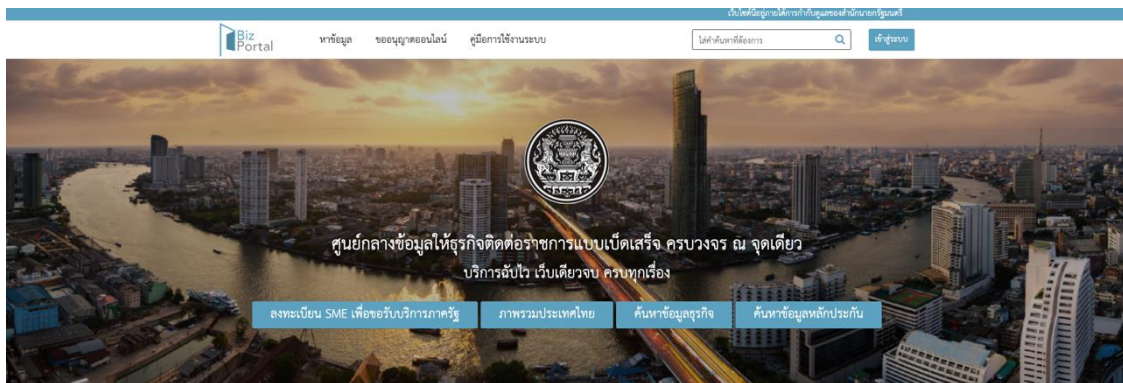 เว็บไซต์นี้อยู่ภายใต้การกำกับดูแลของสำนักนายกรัฐมนตรี
Biz
Portal
หาข้อมูล ขออนุญาตออนไลน์ คู่มือการใช้งานระบบ ใส่คำค้นหาที่ต้องการ เข้าสู่ระบบ
ศูนย์กลางข้อมูลให้ธุรกิจติดต่อราชการแบบเบ็ดเสร็จ ครบวงจร ณ จุดเดียว
บริการฉับไว เว็บเดียวจบ ครบทุกเรื่อง
ลงทะเบียน SME เพื่อขอรับบริการภาครัฐ ภาพรวมประเทศไทย ค้นหาข้อมูลธุรกิจ ค้นหาข้อมูลหลักประกัน